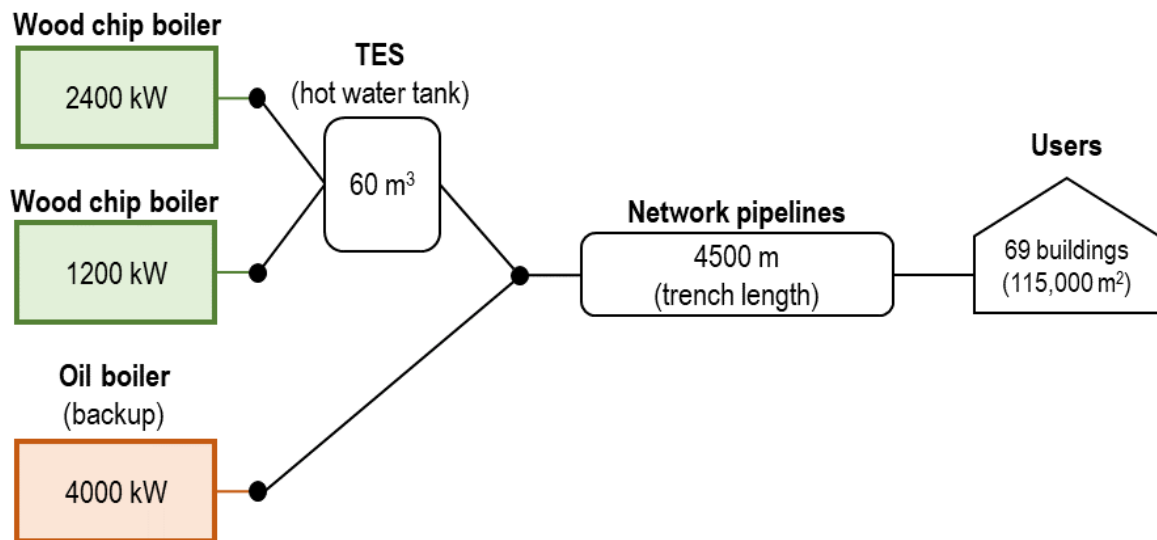 Wood chip boiler
2400 kW
TES
(hot water tank)
60 m³
Wood chip boiler
1200 kW
Oil boiler
(backup)
4000 kW
Network pipelines
4500 m
(trench length)
Users
69 buildings
(115,000 m²)